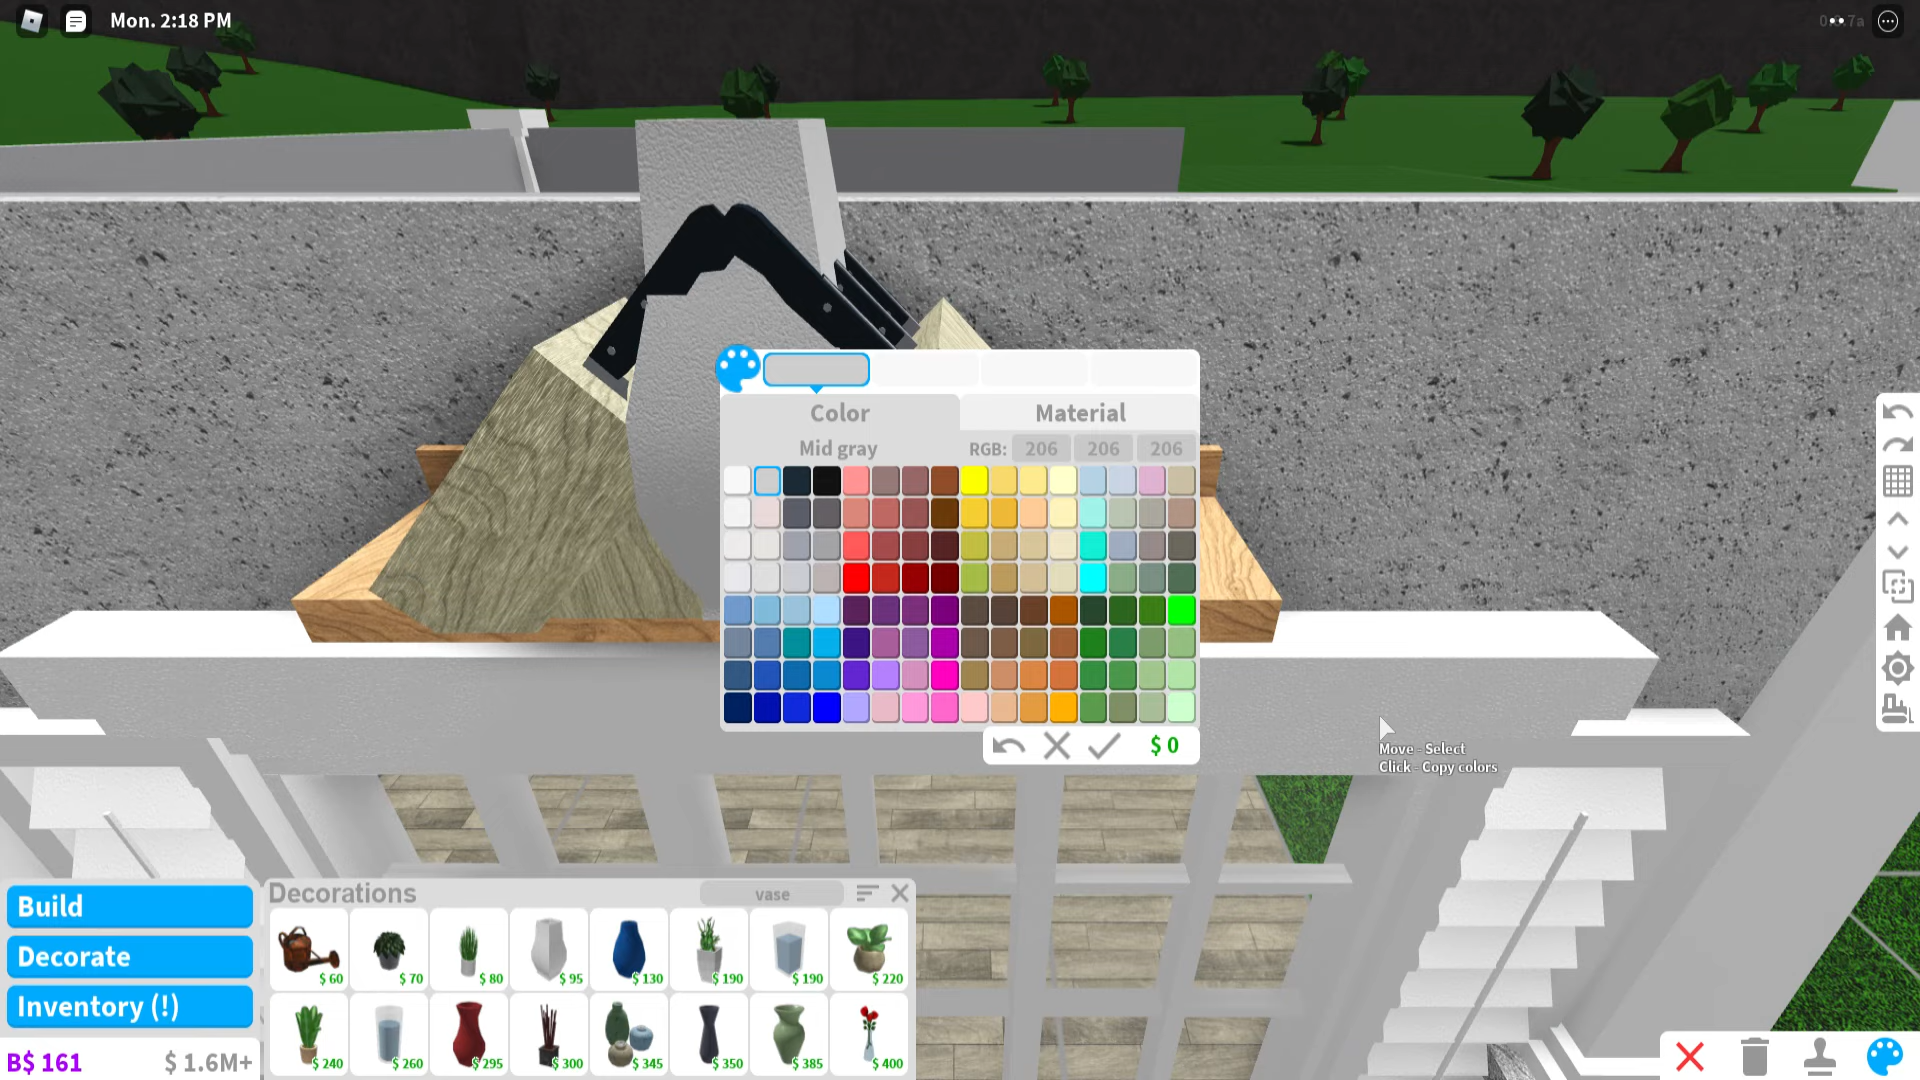 Mon. 2:18 PM
Color
Material
Mid gray
RGB: 206 206 206
$ 0
Move - Select
Click - Copy colors
Build
Decorate
Inventory (!)
B$ 161
$ 1.6M+
Decorations
vase
$ 60
$ 70
$ 80
$ 95
$ 130
$ 190
$ 190
$ 220
$ 240
$ 260
$ 295
$ 300
$ 345
$ 350
$ 385
$ 400